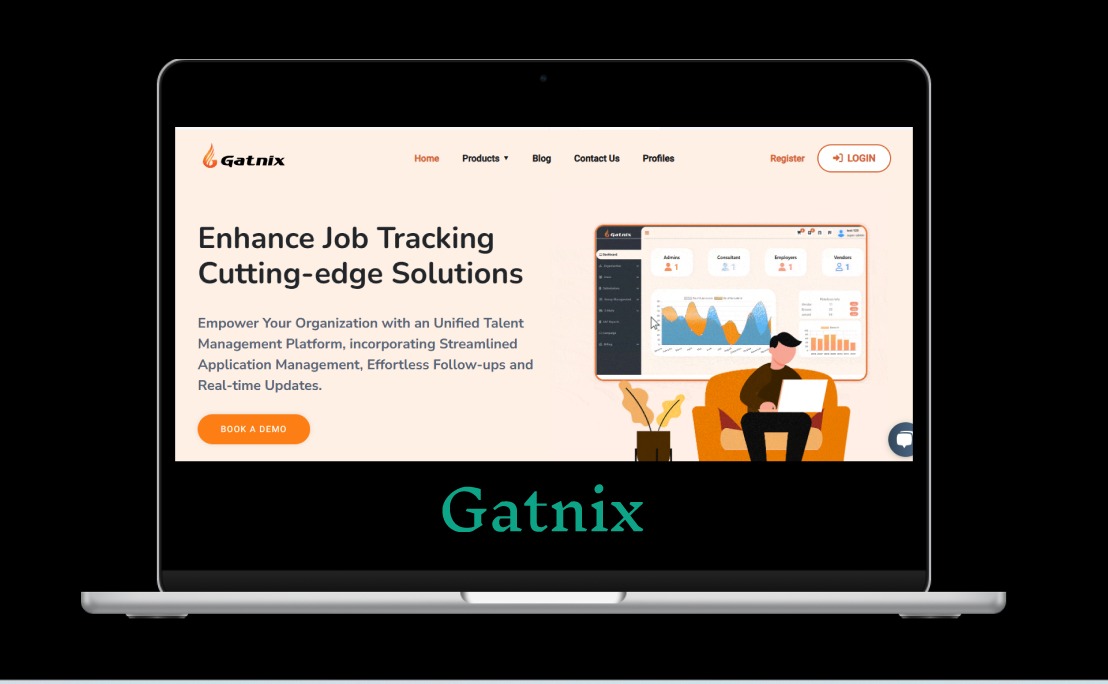 Gatnix
Home Products ▼ Blog Contact Us Profiles Register LOGIN
Enhance Job Tracking
Cutting-edge Solutions
Empower Your Organization with an Unified Talent
Management Platform, incorporating Streamlined
Application Management, Effortless Follow-ups and
Real-time Updates.
BOOK A DEMO
Gatnix
Admins Consultant Employers Vendors
1 1 1 1
Dashboard
Gatnix